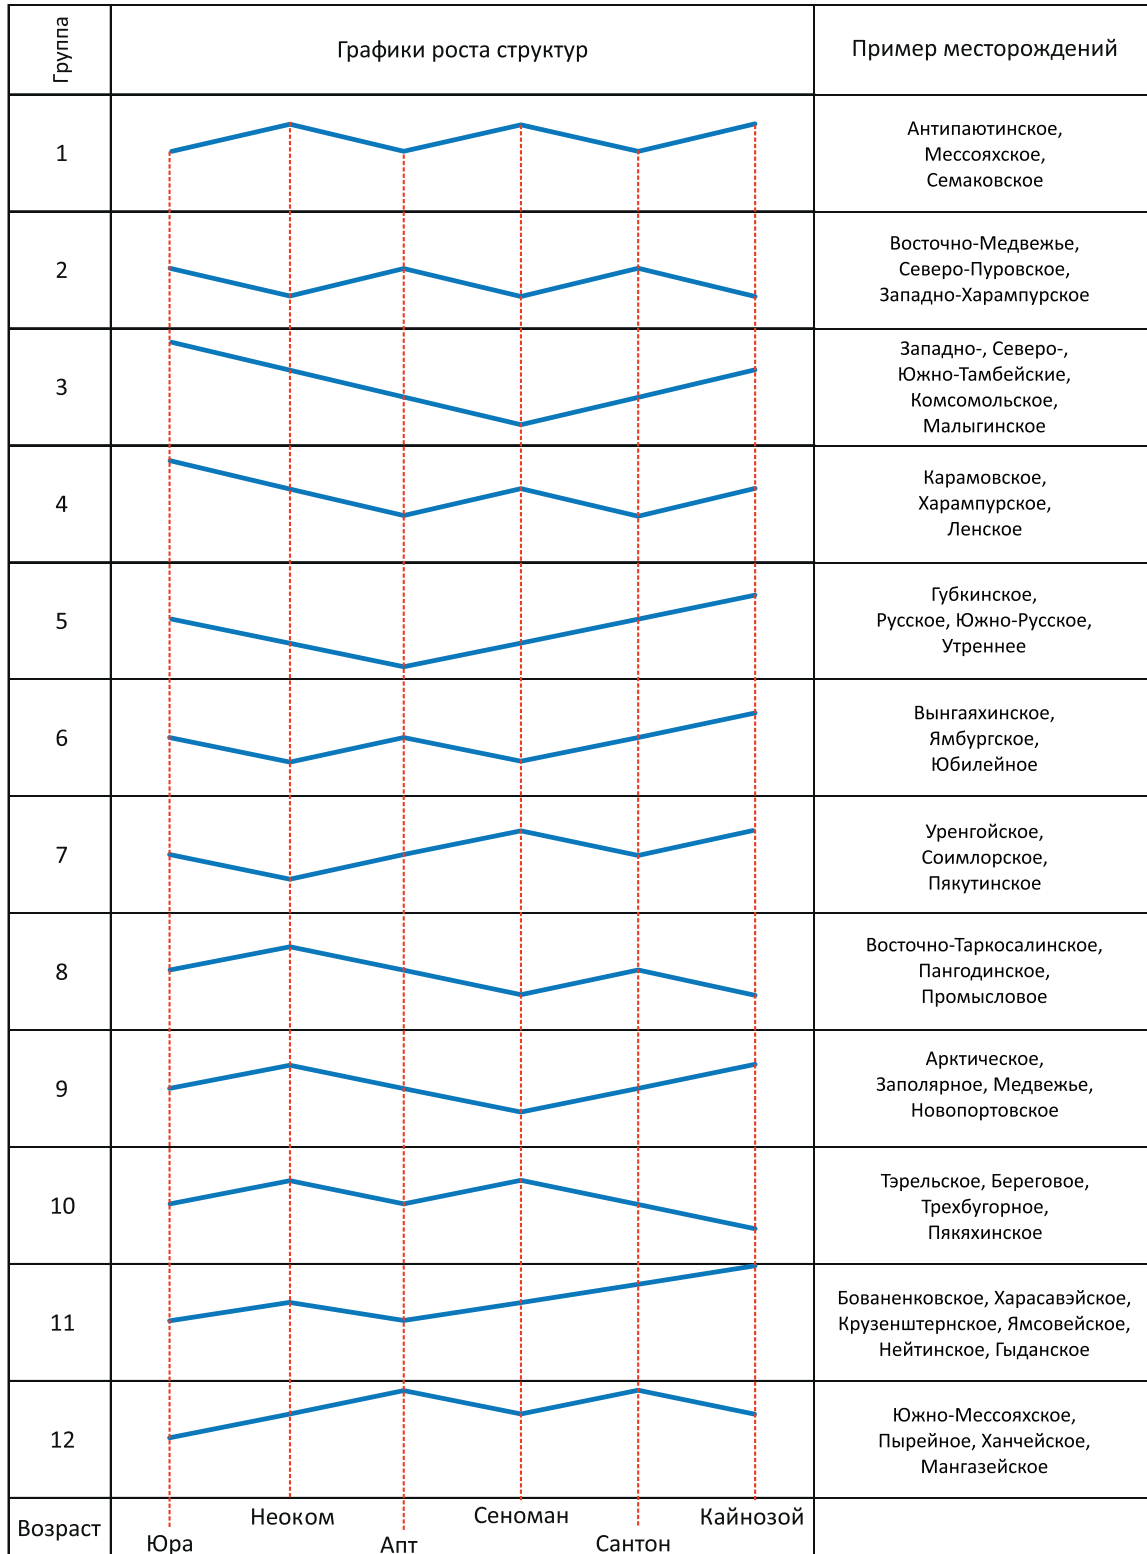 Группа
Графики роста структур
Пример месторождений
1
Антипаютинское,
Мессояхское,
Семаковское
2
Восточно-Медвежье,
Северо-Пуровское,
Западно-Харампурское
3
Западно-, Северо-,
Южно-Тамбейские,
Комсомольское,
Малыгинское
4
Карамовское,
Харампурское,
Ленское
5
Губкинское,
Русское, Южно-Русское,
Утреннее
6
Вынгаяхинское,
Ямбургское,
Юбилейное
7
Уренгойское,
Соимлорское,
Пякутинское
8
Восточно-Таркосалинское,
Пангодинское,
Промысловое
9
Арктическое,
Заполярное, Медвежье,
Новопортовское
10
Тэрельское, Береговое,
Трехбугорное,
Пякяхинское
11
Бованенковское, Харасавэйское,
Крузенштернское, Ямсовейское,
Нейтинское, Гыданское
12
Южно-Мессояхское,
Пырейное, Ханчейское,
Мангазейское
Возраст
Юра
Неоком
Апт
Сеноман
Сантон
Кайнозой